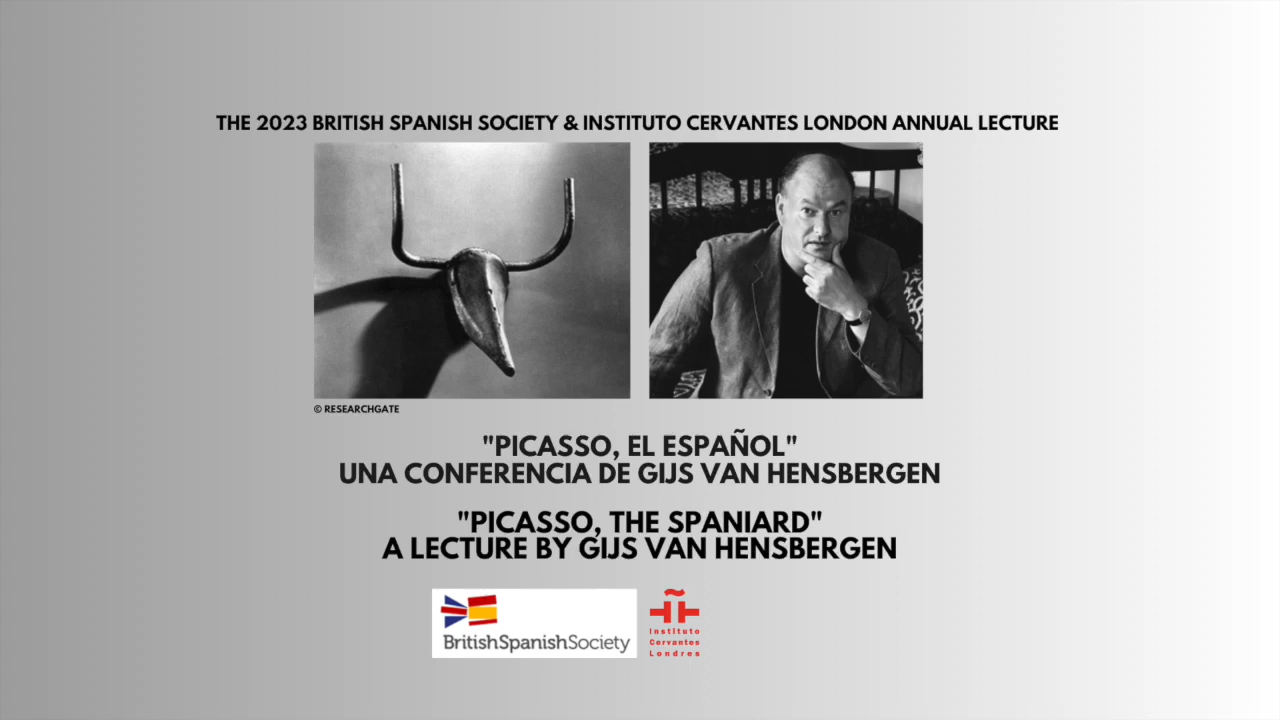 THE 2023 BRITISH SPANISH SOCIETY & INSTITUTO CERVANTES LONDON ANNUAL LECTURE
© RESEARCHGATE
"PICASSO, EL ESPAÑOL"
UNA CONFERENCIA DE GIJS VAN HENSBERGEN
"PICASSO, THE SPANIARD"
A LECTURE BY GIJS VAN HENSBERGEN
BritishSpanishSociety
Instituto
Cervantes
Londres